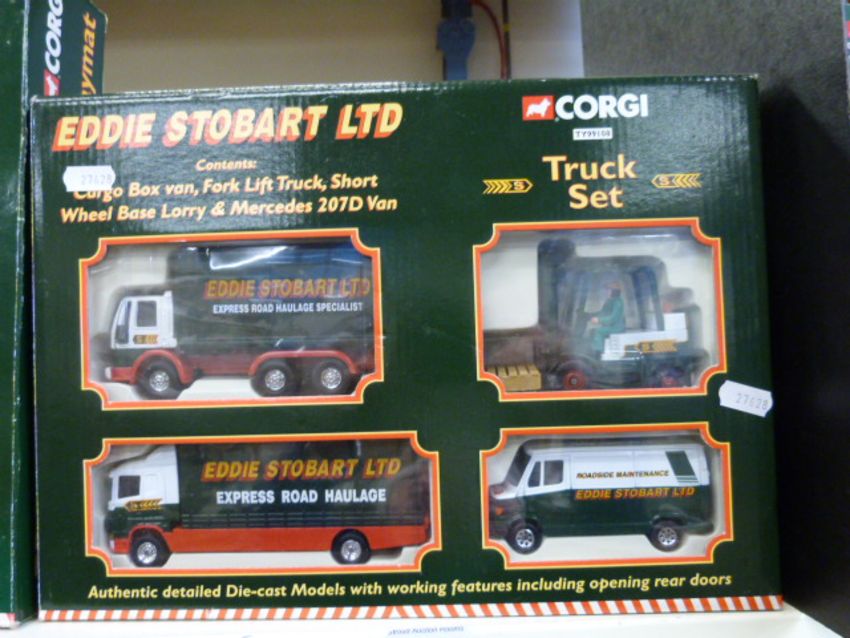 CORGI
EDDIE STOBART LTD
CORGI
TY99108
Contents:
27628
Cargo Box van, Fork Lift Truck, Short
Wheel Base Lorry & Mercedes 207D Van
Truck
Set
S
S
EDDIE STOBART LTD
EXPRESS ROAD HAULAGE SPECIALIST
S
S
27628
EDDIE STOBART LTD
EXPRESS ROAD HAULAGE
S
ROADSIDE MAINTENANCE
EDDIE STOBART LTD
Authentic detailed Die-cast Models with working features including opening rear doors